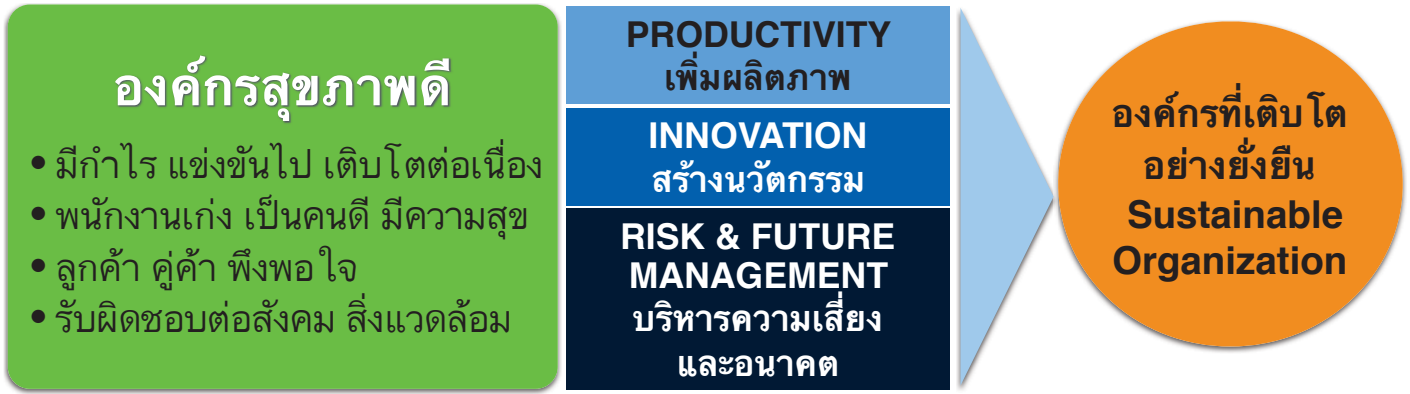 องค์กรสุขภาพดี
• มีกำไร แข่งขันไป เติบโตต่อเนื่อง
• พนักงานเก่ง เป็นคนดี มีความสุข
• ลูกค้า คู่ค้า พึงพอใจ
• รับผิดชอบต่อสังคม สิ่งแวดล้อม
PRODUCTIVITY
เพิ่มผลิตภาพ
INNOVATION
สร้างนวัตกรรม
RISK & FUTURE
MANAGEMENT
บริหารความเสี่ยง
และอนาคต
องค์กรที่เติบโต
อย่างยั่งยืน
Sustainable
Organization